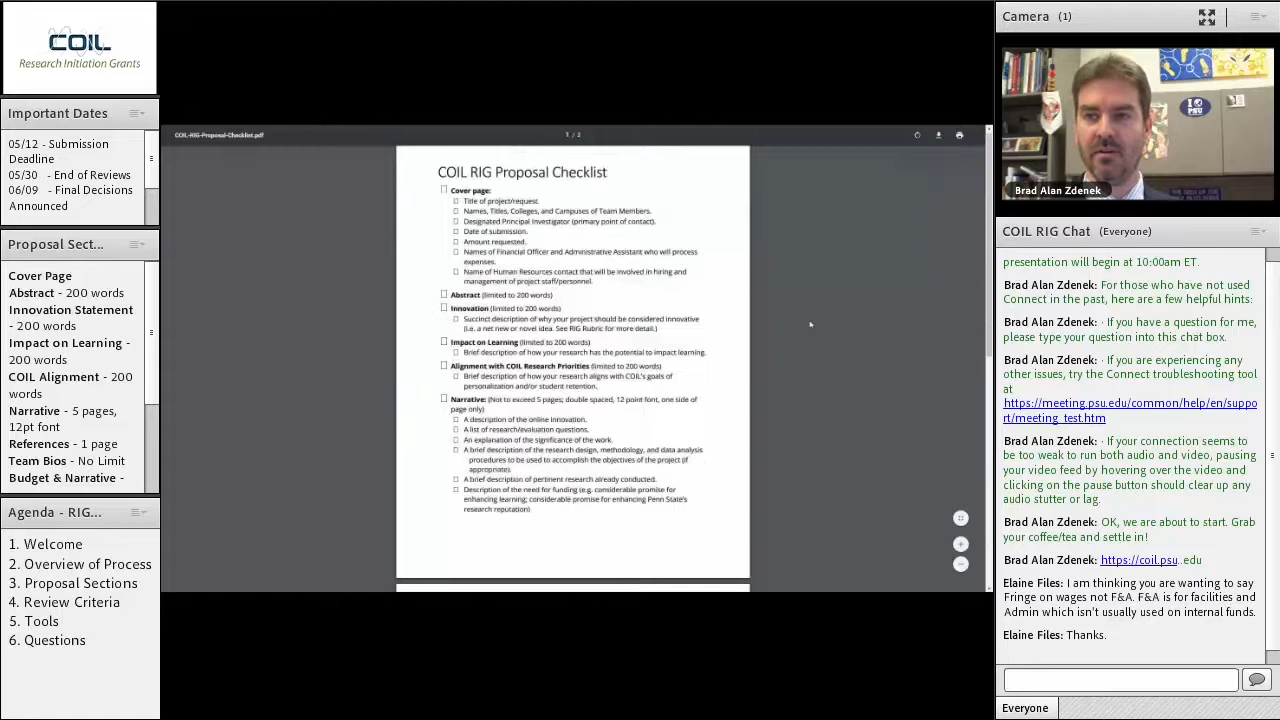 COIL
Research Initiation Grants
Important Dates
05/12 - Submission
Deadline
05/30 - End of Reviews
06/09 - Final Decisions
Announced
Proposal Sect...
Cover Page
Abstract - 200 words
Innovation Statement
- 200 words
Impact on Learning -
200 words
COIL Alignment - 200
words
Narrative - 5 pages,
12pt font
References - 1 page
Team Bios - No Limit
Budget & Narrative -
Agenda - RIG...
1. Welcome
2. Overview of Process
3. Proposal Sections
4. Review Criteria
5. Tools
6. Questions
COIL-RIG-Proposal-Checklist.pdf
1 / 2
COIL RIG Proposal Checklist
Cover page:
Title of project/request.
Names, Titles, Colleges, and Campuses of Team Members.
Designated Principal Investigator (primary point of contact).
Date of submission.
Amount requested.
Names of Financial Officer and Administrative Assistant who will process
expenses.
Name of Human Resources contact that will be involved in hiring and
management of project staff/personnel.
Abstract (limited to 200 words)
Innovation (limited to 200 words)
Succinct description of why your project should be considered innovative
(i.e. a net new or novel idea. See RIG Rubric for more detail.)
Impact on Learning (limited to 200 words)
Brief description of how your research has the potential to impact learning.
Alignment with COIL Research Priorities (limited to 200 words)
Brief description of how your research aligns with COIL's goals of
personalization and/or student retention.
Narrative: (Not to exceed 5 pages; double spaced, 12 point font, one side of
page only)
A description of the online innovation.
A list of research/evaluation questions.
An explanation of the significance of the work.
A brief description of the research design, methodology, and data analysis
procedures to be used to accomplish the objectives of the project (if
appropriate).
A brief description of pertinent research already conducted.
Description of the need for funding (e.g. considerable promise for
enhancing learning; considerable promise for enhancing Penn State's
research reputation)
Camera (1)
I PSU
Brad Alan Zdenek
COIL RIG Chat (Everyone)
presentation will begin at 10:00am ET.
Brad Alan Zdenek: For those who have not used
Connect in the past, here are a few helpful hints:
Brad Alan Zdenek: · If you have a question for me,
please type your question into this chat box.
Brad Alan Zdenek: · If you are experiencing any
other issues, try the Connect troubleshooting tool
at
https://meeting.psu.edu/common/help/en/suppo
rt/meeting_test.htm
Brad Alan Zdenek: · If your connection seems to
be too weak to run both audio and video, pausing
your video feed by hovering over the video and
clicking on the pause button should clear up any
audio stutter or lag.
Brad Alan Zdenek: OK, we are about to start. Grab
your coffee/tea and settle in!
Brad Alan Zdenek: https://coil.psu..edu
Elaine Files: I am thinking you are wanting to say
Fringe on wages not F&A. F&A is for facilities and
Admin which isn't usually used on internal funds.
Elaine Files: Thanks.
Everyone